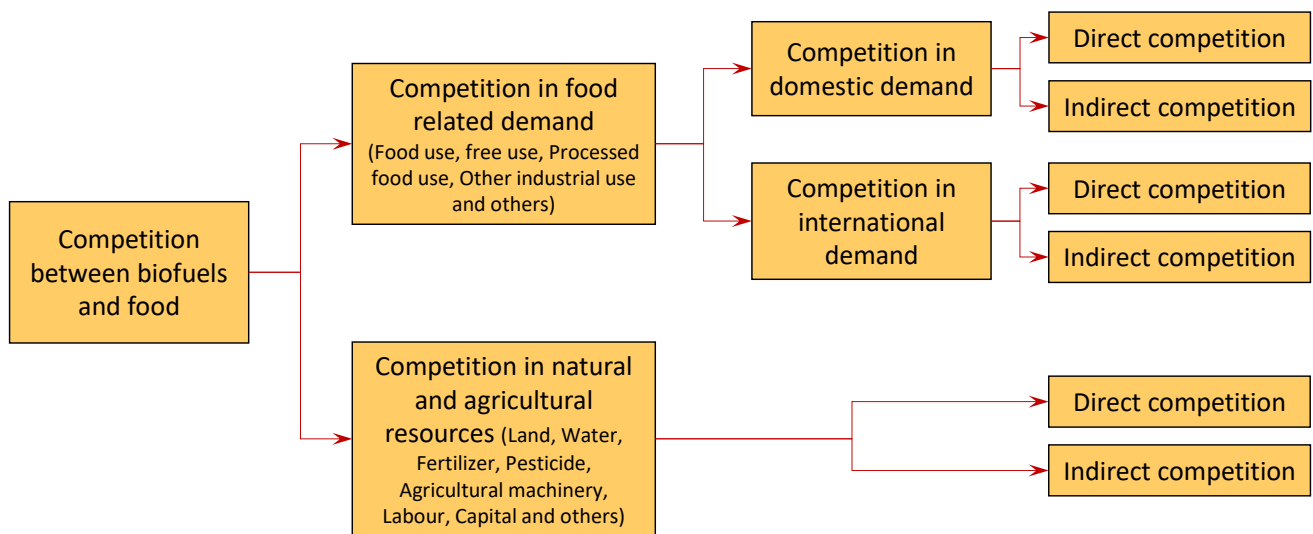 Competition
between biofuels
and food
Competition in food
related demand
(Food use, free use, Processed
food use, Other industrial use
and others)
Competition in
domestic demand
Direct competition
Indirect competition
Competition in
international
demand
Direct competition
Indirect competition
Competition in natural
and agricultural
resources (Land, Water,
Fertilizer, Pesticide,
Agricultural machinery,
Labour, Capital and others)
Direct competition
Indirect competition